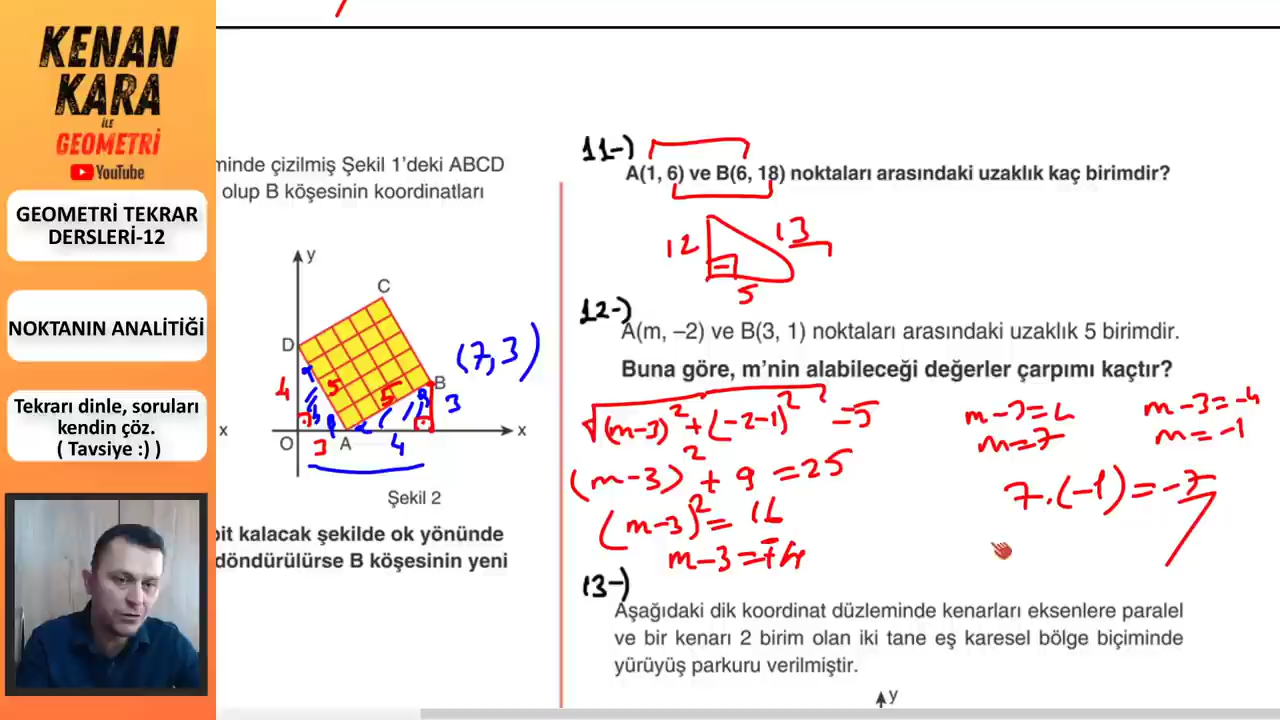 KENAN
KARA
İLE
GEOMETRİ
YouTube
GEOMETRİ TEKRAR
DERSLERİ-12
NOKTANIN ANALİTİĞİ
Tekrarı dinle, soruları
kendin çöz.
( Tavsiye :) )
minde çizilmiş Şekil 1'deki ABCD
olup B köşesinin koordinatları
y
C
D
B
(7,3)
4
5
5
3
x
O
3
A
4
x
Şekil 2
bit kalacak şekilde ok yönünde
döndürülürse B köşesinin yeni
11-)
A(1, 6) ve B(6, 18) noktaları arasındaki uzaklık kaç birimdir?
12
13
5
12-)
A(m, –2) ve B(3, 1) noktaları arasındaki uzaklık 5 birimdir.
Buna göre, m'nin alabileceği değerler çarpımı kaçtır?
√(m-3)²+(-2-1)² =5
(m-3)²+9=25
(m-3)²=16
m-3=±4
m-3=4
m=7
m-3=-4
m=-1
7.(-1)=-7
13-)
Aşağıdaki dik koordinat düzleminde kenarları eksenlere paralel
ve bir kenarı 2 birim olan iki tane eş karesel bölge biçiminde
yürüyüş parkuru verilmiştir.
y